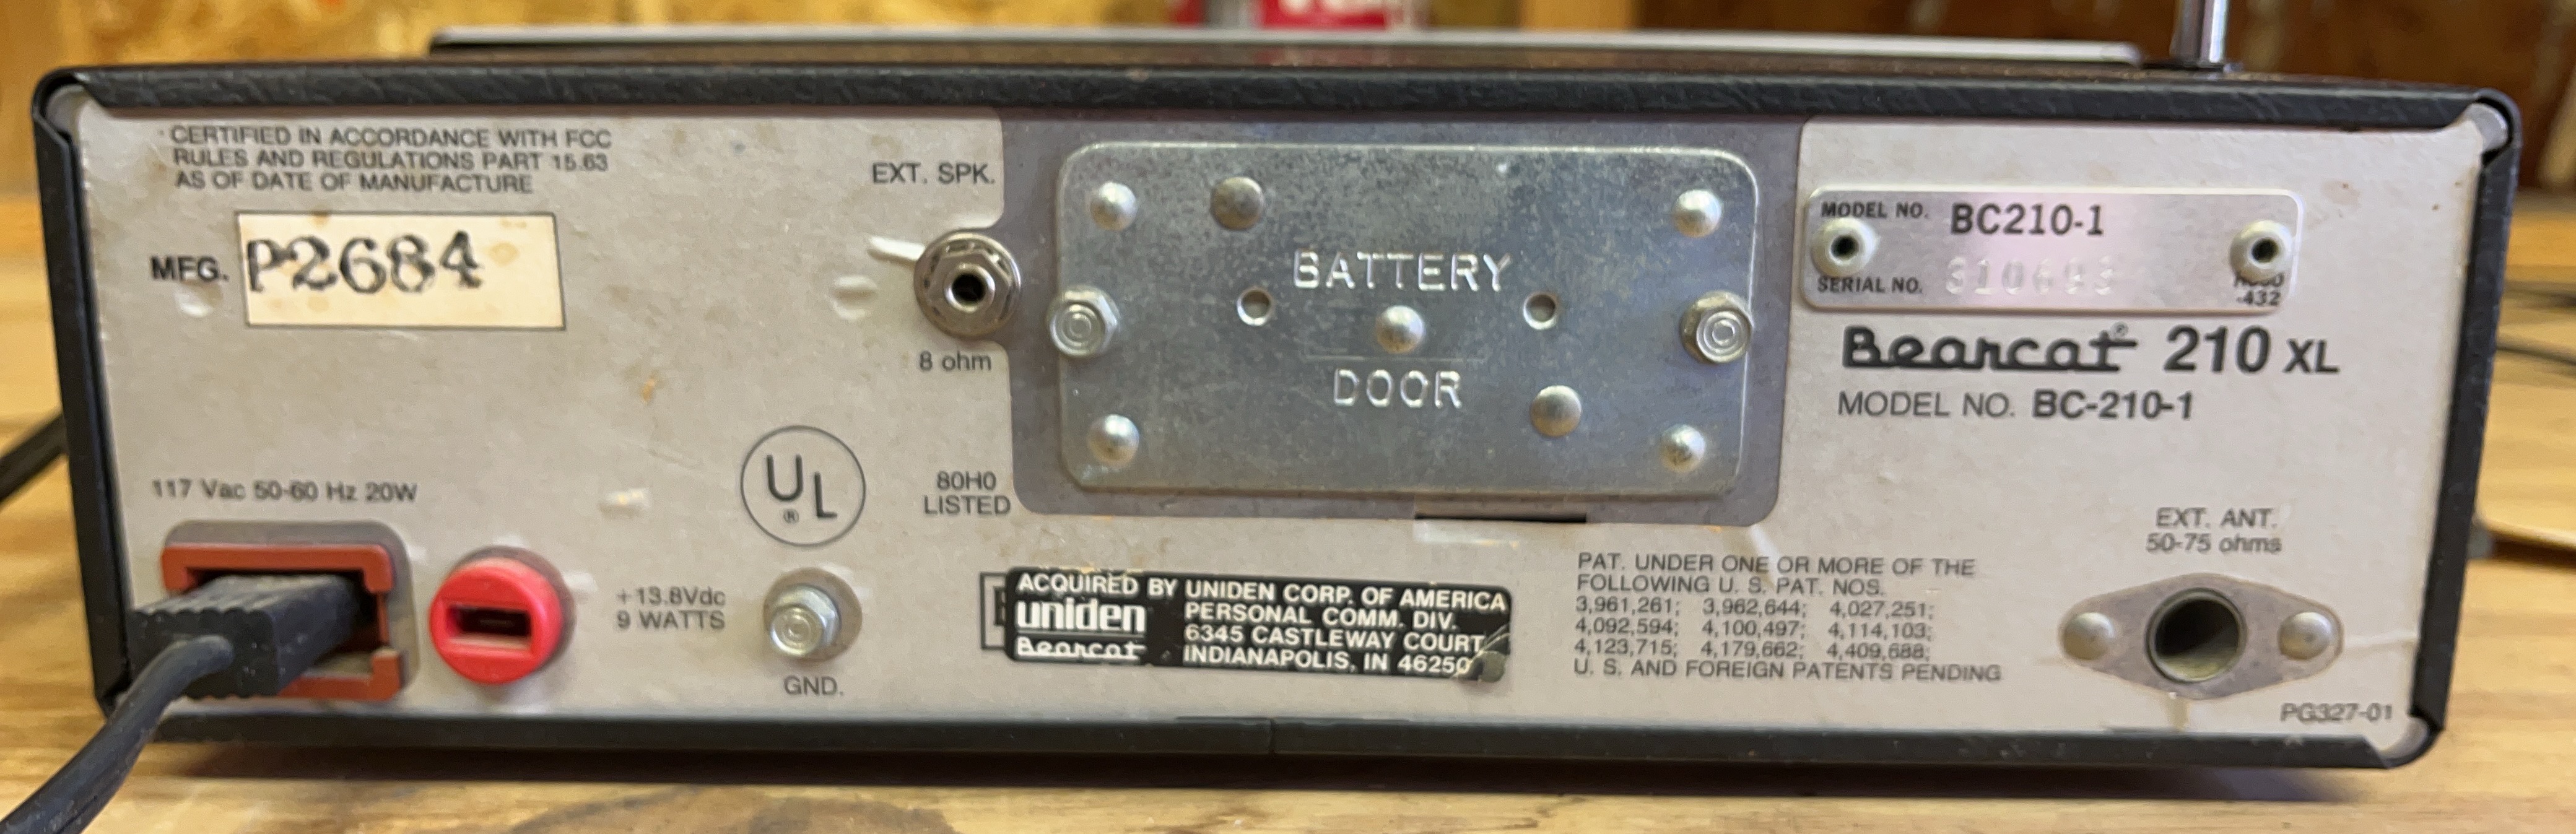 CERTIFIED IN ACCORDANCE WITH FCC
RULES AND REGULATIONS PART 15.63
AS OF DATE OF MANUFACTURE
MFG. P2684
EXT. SPK.
8 ohm
BATTERY
DOOR
MODEL NO. BC210-1
SERIAL NO.
-432
Bearcat® 210 XL
MODEL NO. BC-210-1
117 Vac 50-60 Hz 20W
+13.8Vdc
9 WATTS
UL®
80H0
LISTED
GND.
ACQUIRED BY UNIDEN CORP. OF AMERICA
uniden PERSONAL COMM. DIV.
Bearcat 6345 CASTLEWAY COURT
INDIANAPOLIS, IN 46250
PAT. UNDER ONE OR MORE OF THE
FOLLOWING U. S. PAT. NOS.
3,961,261; 3,962,644; 4,027,251;
4,092,594; 4,100,497; 4,114,103;
4,123,715; 4,179,662; 4,409,688;
U. S. AND FOREIGN PATENTS PENDING
EXT. ANT.
50-75 ohms
PG327-01